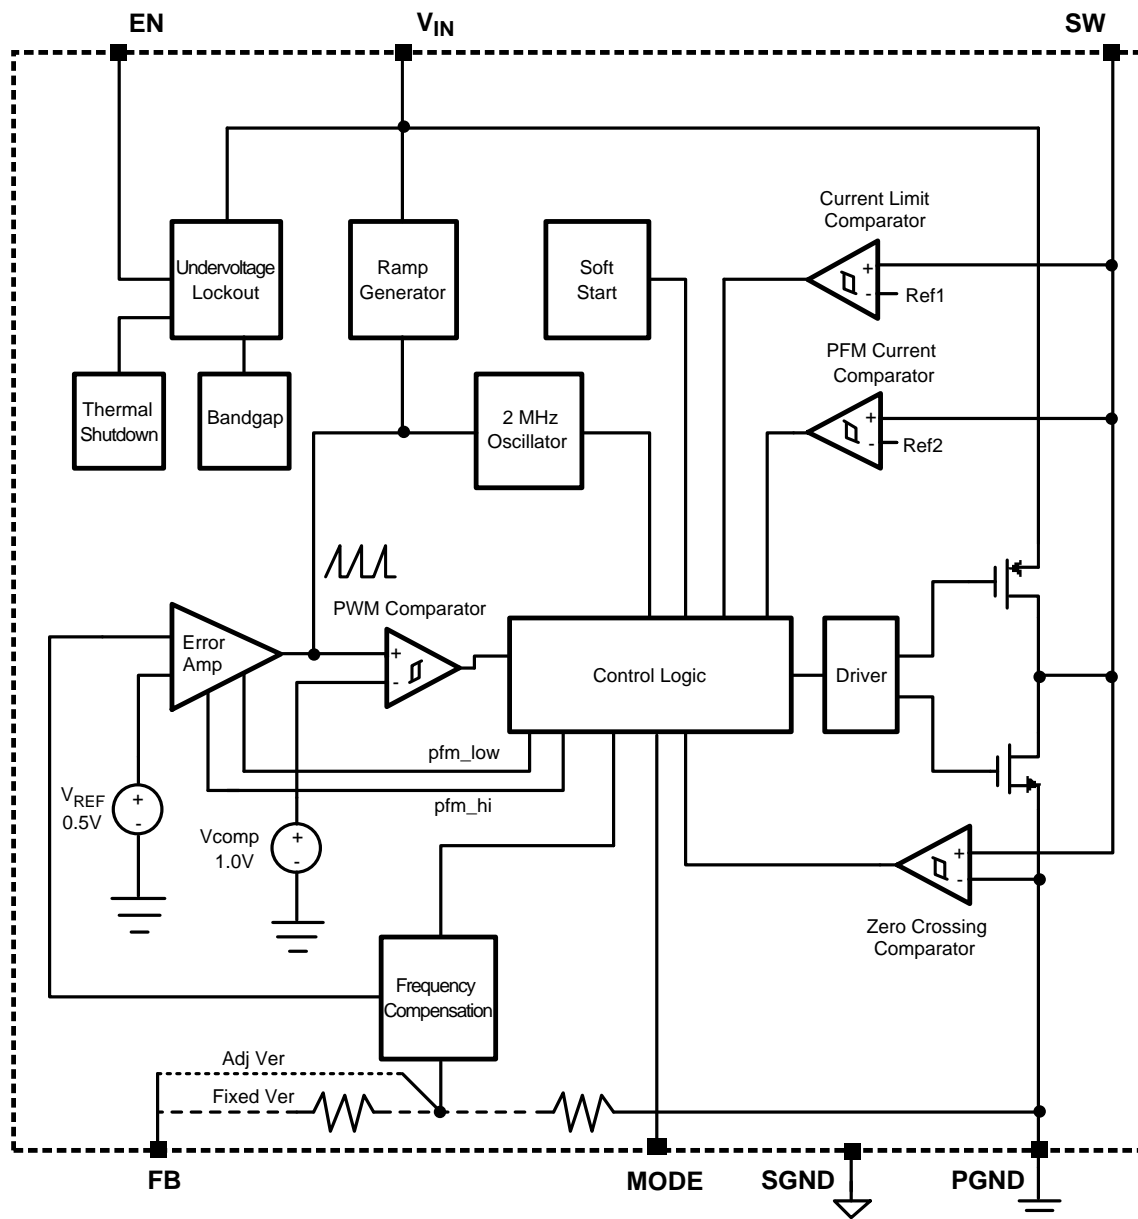 EN
VIN
SW
Current Limit
Comparator
Undervoltage
Lockout
Ramp
Generator
Soft
Start
+
-
Ref1
PFM Current
Comparator
Thermal
Shutdown
Bandgap
2 MHz
Oscillator
+
-
Ref2
PWM Comparator
Error
Amp
+
-
Control Logic
Driver
pfm_low
pfm_hi
VREF
0.5V
+
-
Vcomp
1.0V
+
-
+
-
Zero Crossing
Comparator
Frequency
Compensation
Adj Ver
Fixed Ver
FB
MODE
SGND
PGND